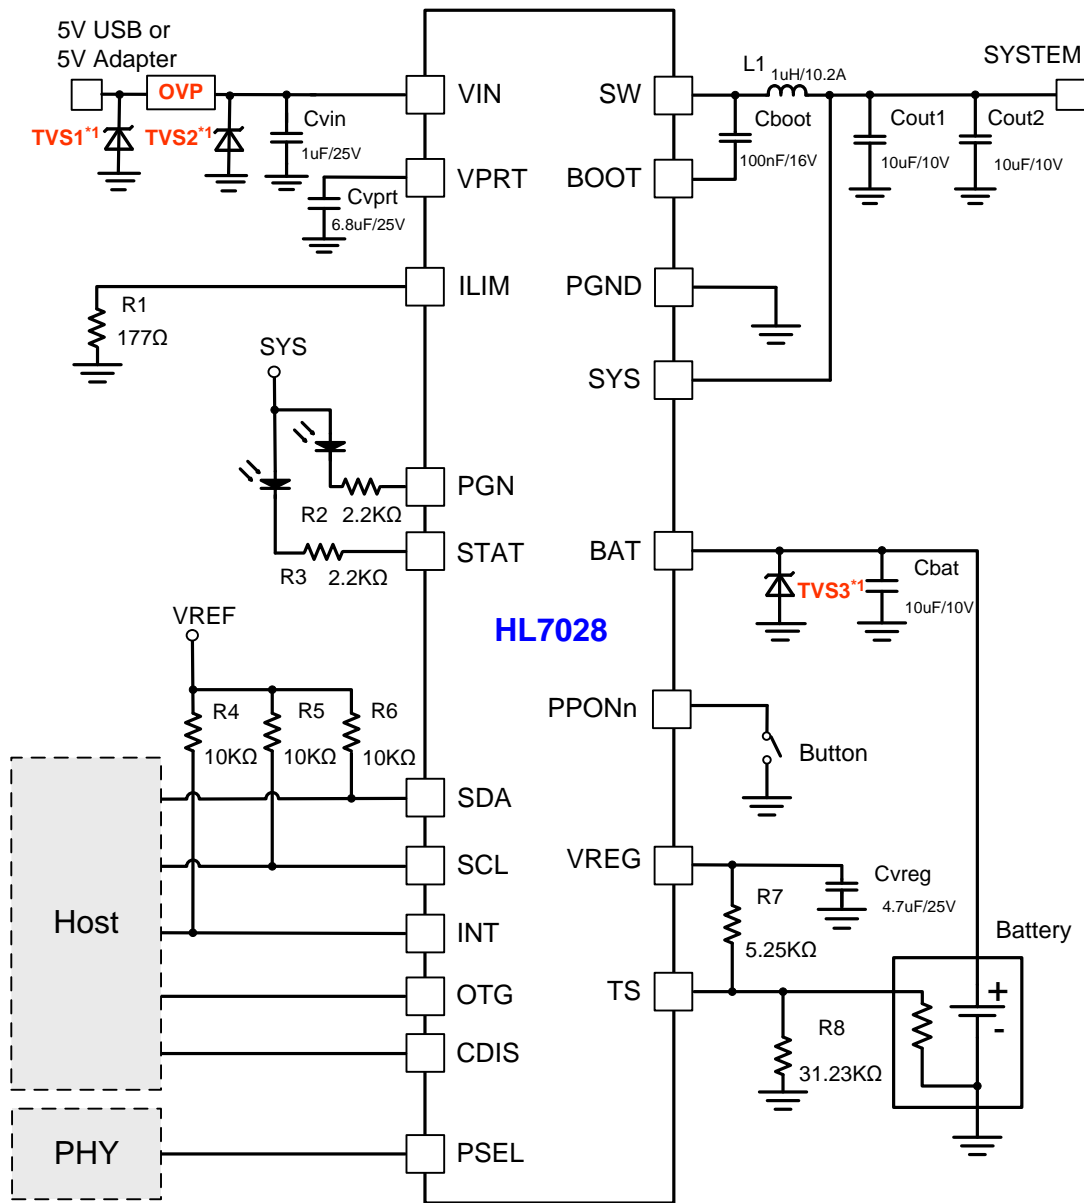 5V USB or
5V Adapter
OVP
TVS1*1
TVS2*1
Cvin
1uF/25V
VIN
SW
L1
1uH/10.2A
SYSTEM
Cboot
100nF/16V
Cout1
10uF/10V
Cout2
10uF/10V
VPRT
Cvprt
6.8uF/25V
BOOT
ILIM
R1
177Ω
PGND
SYS
SYS
PGN
R2 2.2KΩ
STAT
R3 2.2KΩ
BAT
TVS3*1
Cbat
10uF/10V
HL7028
VREF
R4
10KΩ
R5
10KΩ
R6
10KΩ
PPONn
Button
Host
SDA
SCL
INT
OTG
CDIS
VREG
Cvreg
4.7uF/25V
R7
5.25KΩ
Battery
TS
+
-
R8
31.23KΩ
PHY
PSEL